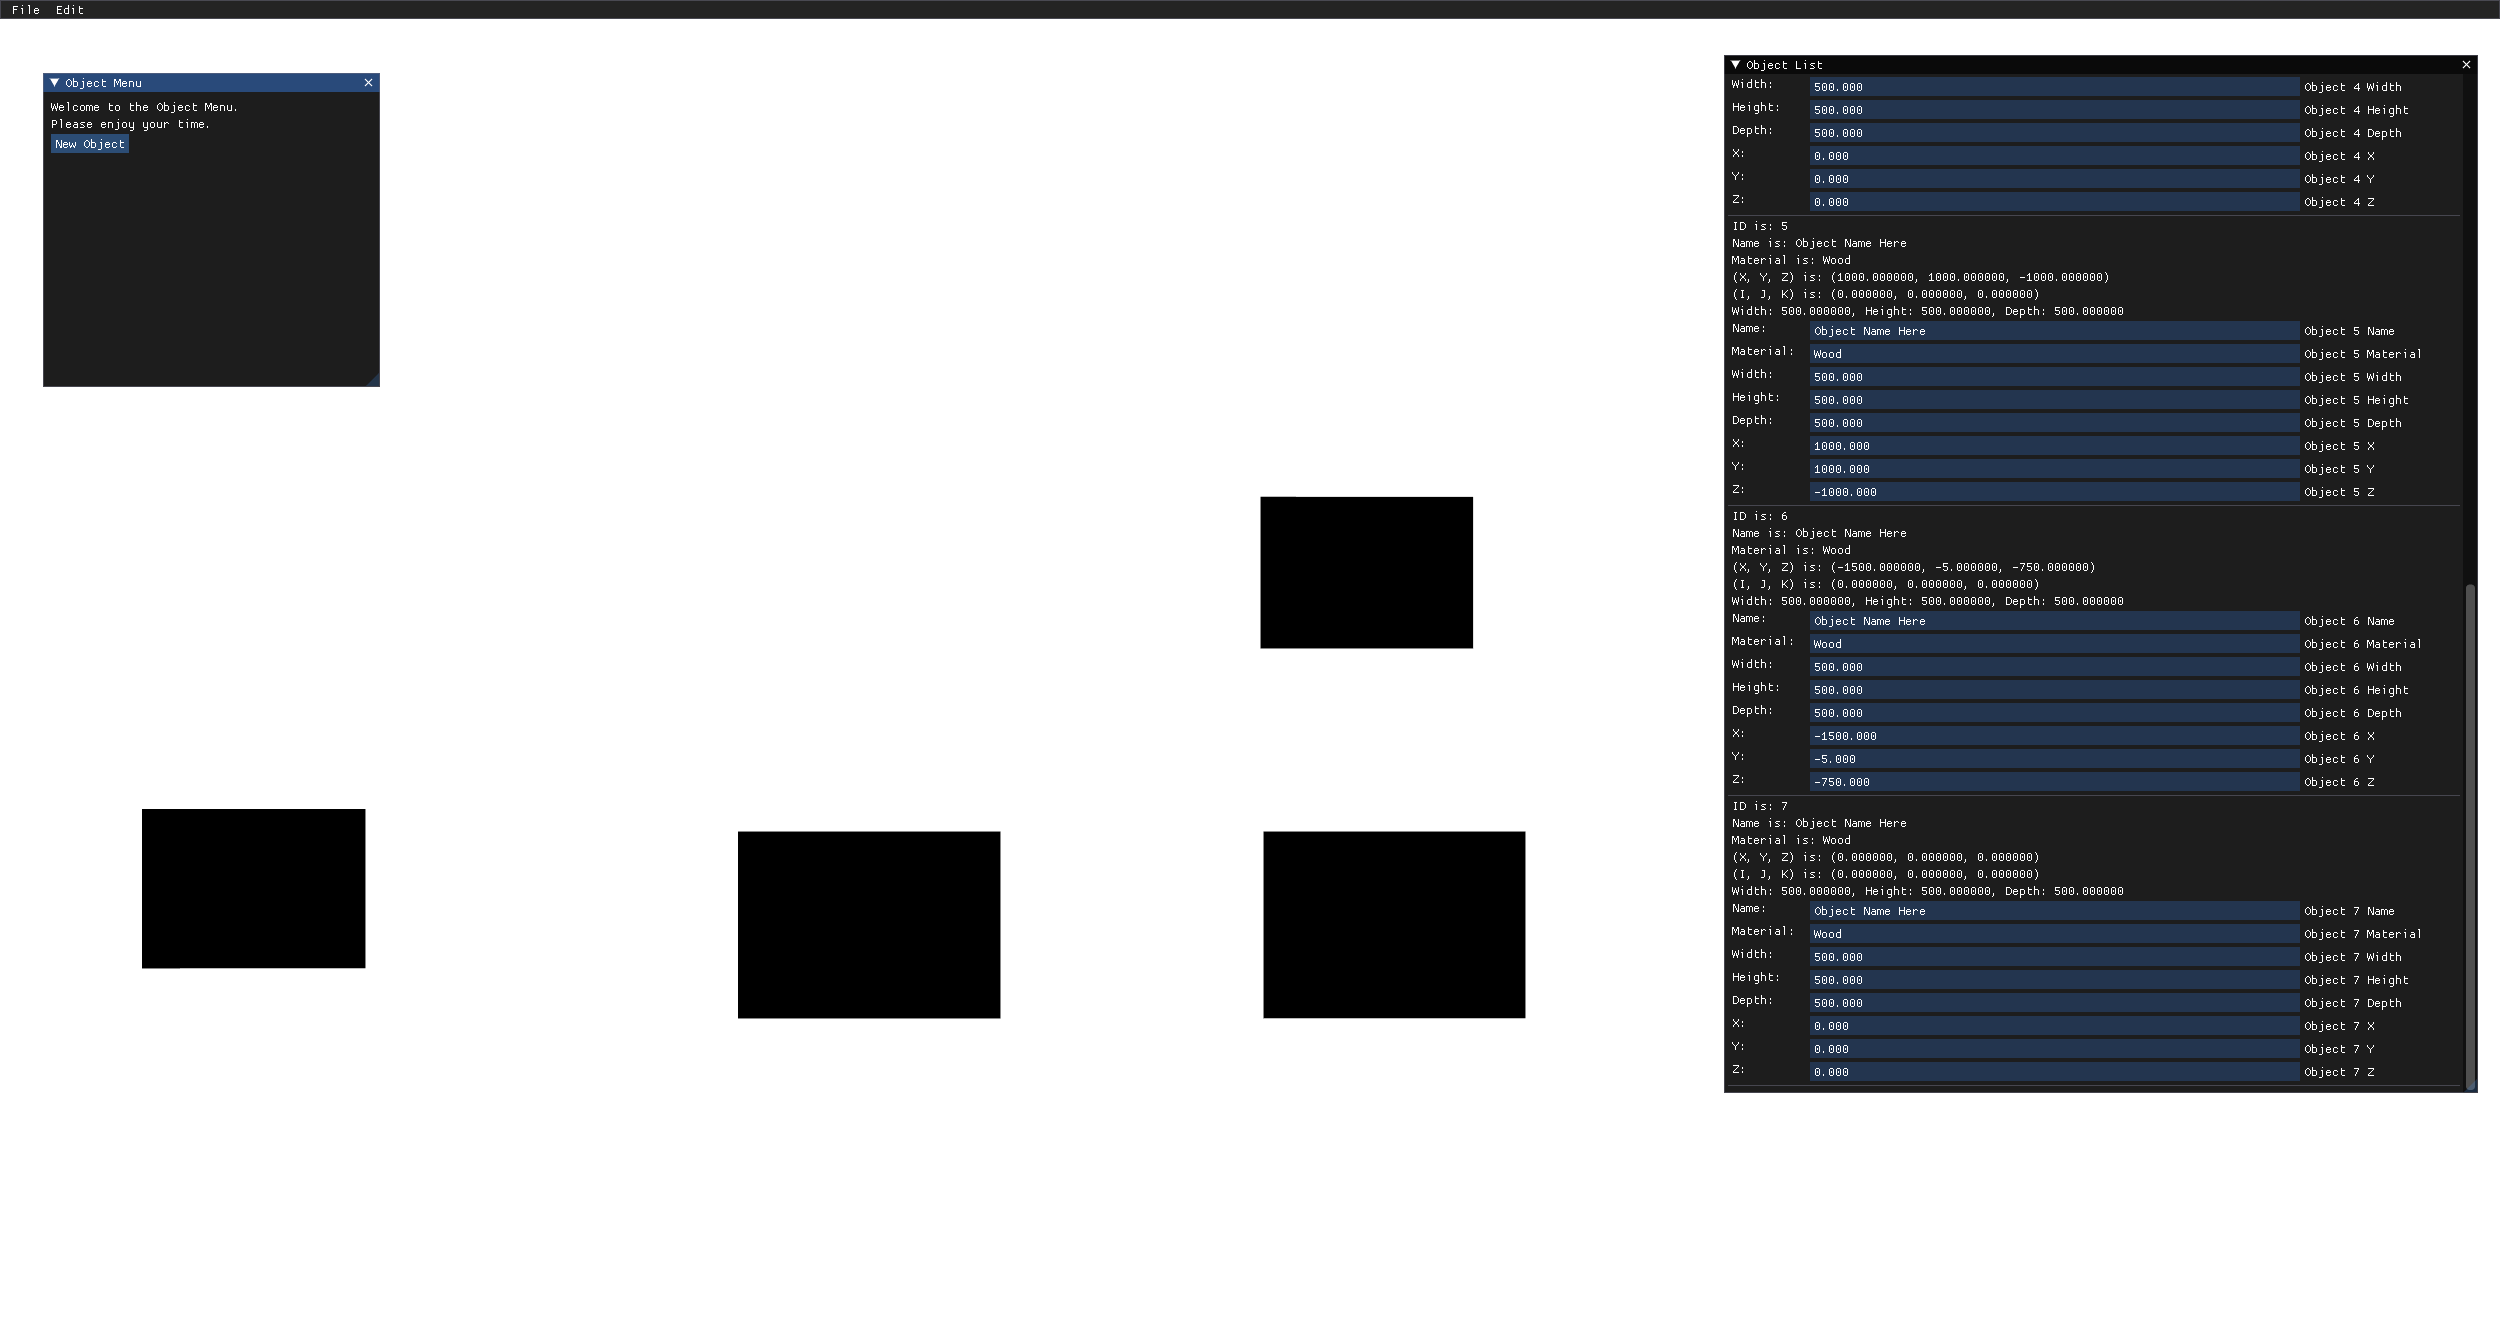 File Edit
Object Menu
Welcome to the Object Menu.
Please enjoy your time.
New Object
Object List
Width: 500.000 Object 4 Width
Height: 500.000 Object 4 Height
Depth: 500.000 Object 4 Depth
X: 0.000 Object 4 X
Y: 0.000 Object 4 Y
Z: 0.000 Object 4 Z
ID is: 5
Name is: Object Name Here
Material is: Wood
(X, Y, Z) is: (1000.000000, 1000.000000, -1000.000000)
(I, J, K) is: (0.000000, 0.000000, 0.000000)
Width: 500.000000, Height: 500.000000, Depth: 500.000000
Name: Object Name Here Object 5 Name
Material: Wood Object 5 Material
Width: 500.000 Object 5 Width
Height: 500.000 Object 5 Height
Depth: 500.000 Object 5 Depth
X: 1000.000 Object 5 X
Y: 1000.000 Object 5 Y
Z: -1000.000 Object 5 Z
ID is: 6
Name is: Object Name Here
Material is: Wood
(X, Y, Z) is: (-1500.000000, -5.000000, -750.000000)
(I, J, K) is: (0.000000, 0.000000, 0.000000)
Width: 500.000000, Height: 500.000000, Depth: 500.000000
Name: Object Name Here Object 6 Name
Material: Wood Object 6 Material
Width: 500.000 Object 6 Width
Height: 500.000 Object 6 Height
Depth: 500.000 Object 6 Depth
X: -1500.000 Object 6 X
Y: -5.000 Object 6 Y
Z: -750.000 Object 6 Z
ID is: 7
Name is: Object Name Here
Material is: Wood
(X, Y, Z) is: (0.000000, 0.000000, 0.000000)
(I, J, K) is: (0.000000, 0.000000, 0.000000)
Width: 500.000000, Height: 500.000000, Depth: 500.000000
Name: Object Name Here Object 7 Name
Material: Wood Object 7 Material
Width: 500.000 Object 7 Width
Height: 500.000 Object 7 Height
Depth: 500.000 Object 7 Depth
X: 0.000 Object 7 X
Y: 0.000 Object 7 Y
Z: 0.000 Object 7 Z